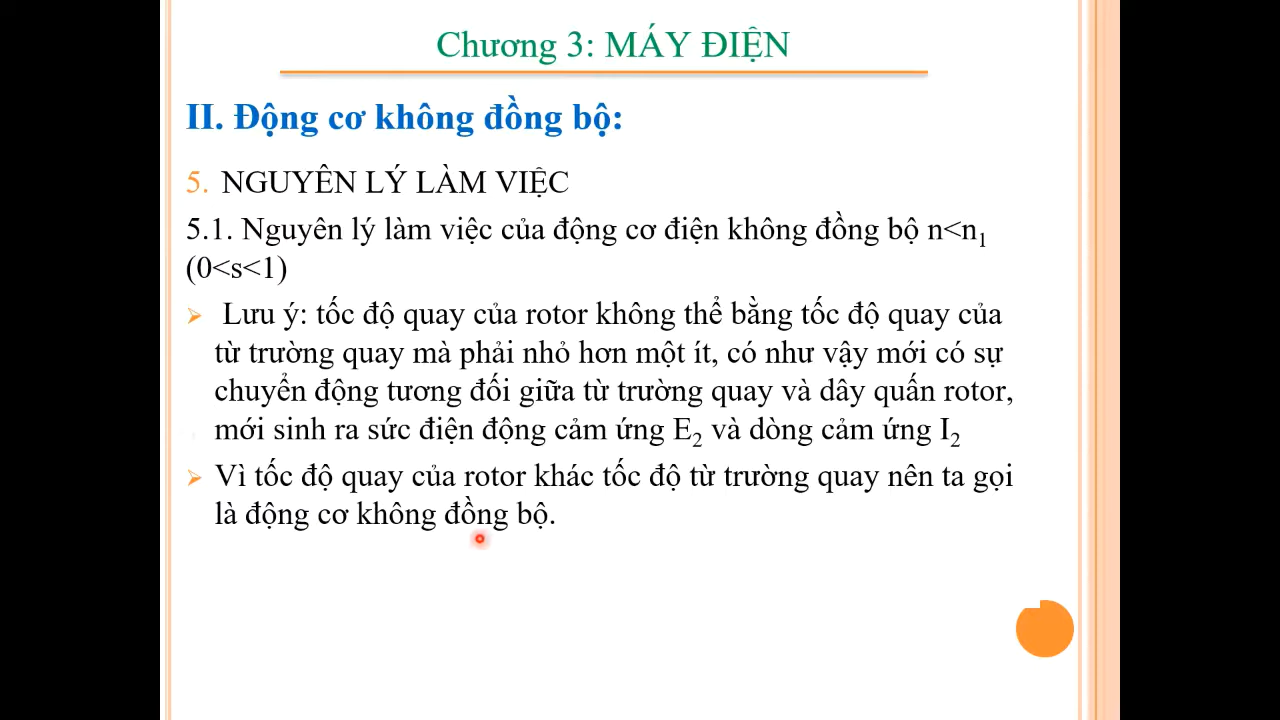 Chương 3: MÁY ĐIỆN
II. Động cơ không đồng bộ:
5. NGUYÊN LÝ LÀM VIỆC
5.1. Nguyên lý làm việc của động cơ điện không đồng bộ n<n₁
(0<s<1)
Lưu ý: tốc độ quay của rotor không thể bằng tốc độ quay của
từ trường quay mà phải nhỏ hơn một ít, có như vậy mới có sự
chuyển động tương đối giữa từ trường quay và dây quấn rotor,
mới sinh ra sức điện động cảm ứng E₂ và dòng cảm ứng I₂
Vì tốc độ quay của rotor khác tốc độ từ trường quay nên ta gọi
là động cơ không đồng bộ.